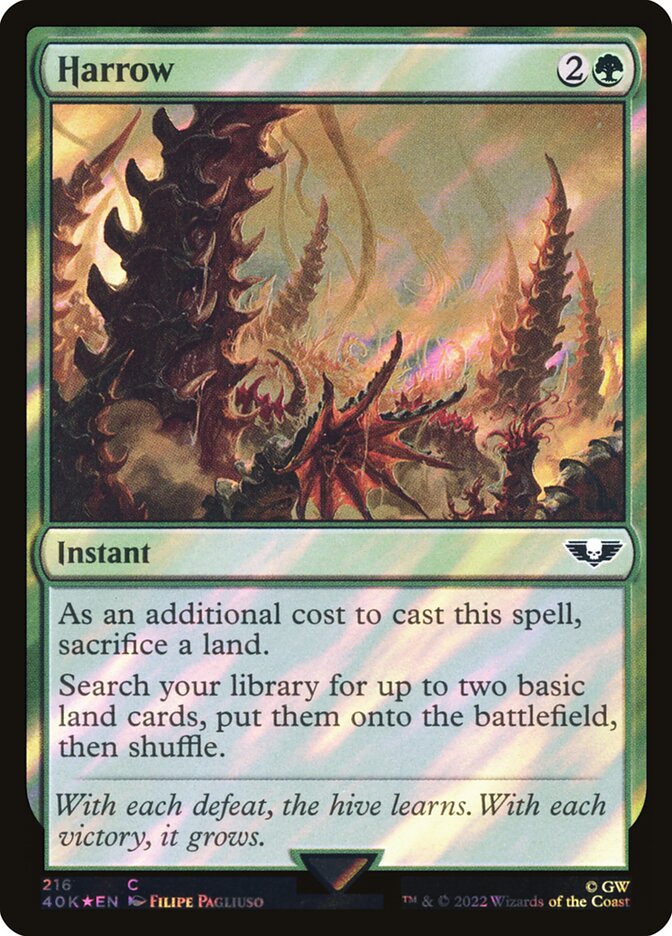 Harrow
2
Instant
As an additional cost to cast this spell,
sacrifice a land.
Search your library for up to two basic
land cards, put them onto the battlefield,
then shuffle.
With each defeat, the hive learns. With each
victory, it grows.
216 C
© GW
40K★EN Filipe Pagliuso
™ & © 2022 Wizards of the Coast